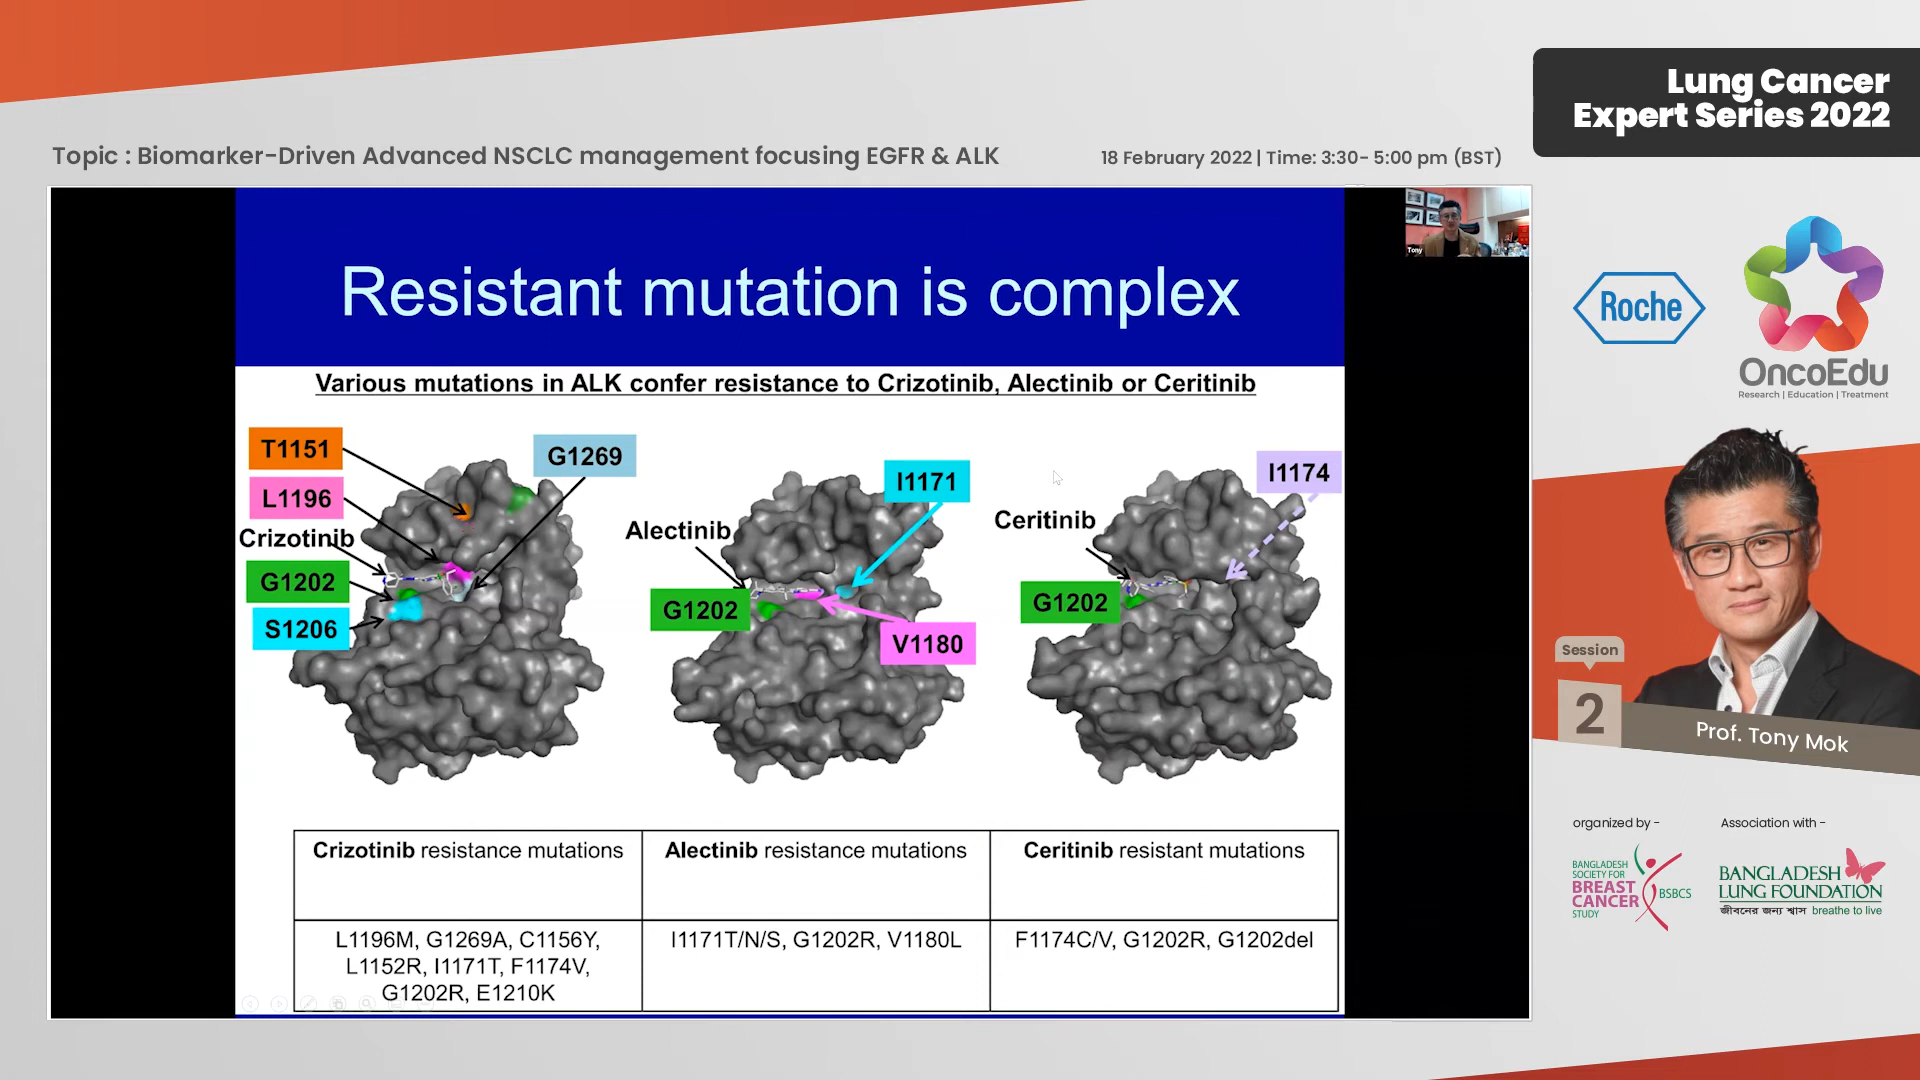 Lung Cancer
Expert Series 2022
Topic : Biomarker-Driven Advanced NSCLC management focusing EGFR & ALK
18 February 2022 | Time: 3:30- 5:00 pm (BST)
Tony
Resistant mutation is complex
Various mutations in ALK confer resistance to Crizotinib, Alectinib or Ceritinib
T1151
G1269
L1196
Crizotinib
G1202
S1206
I1171
Alectinib
G1202
V1180
I1174
Ceritinib
G1202
Crizotinib resistance mutations
Alectinib resistance mutations
Ceritinib resistant mutations
L1196M, G1269A, C1156Y,
L1152R, I1171T, F1174V,
G1202R, E1210K
I1171T/N/S, G1202R, V1180L
F1174C/V, G1202R, G1202del
Roche
OncoEdu
Research | Education | Treatment
Session
2
Prof. Tony Mok
organized by -
Association with -
BANGLADESH
SOCIETY FOR
BREAST
CANCER
STUDY
BSBCS
BANGLADESH
LUNG FOUNDATION
জীবনের জন্য শ্বাস breathe to live